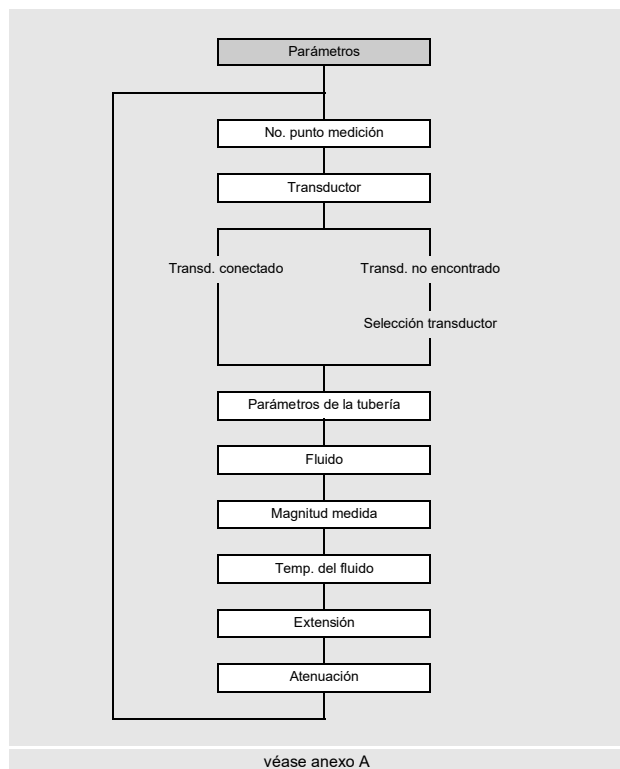 Parámetros
No. punto medición
Transductor
Transd. conectado
Transd. no encontrado
Selección transductor
Parámetros de la tubería
Fluido
Magnitud medida
Temp. del fluido
Extensión
Atenuación
véase anexo A